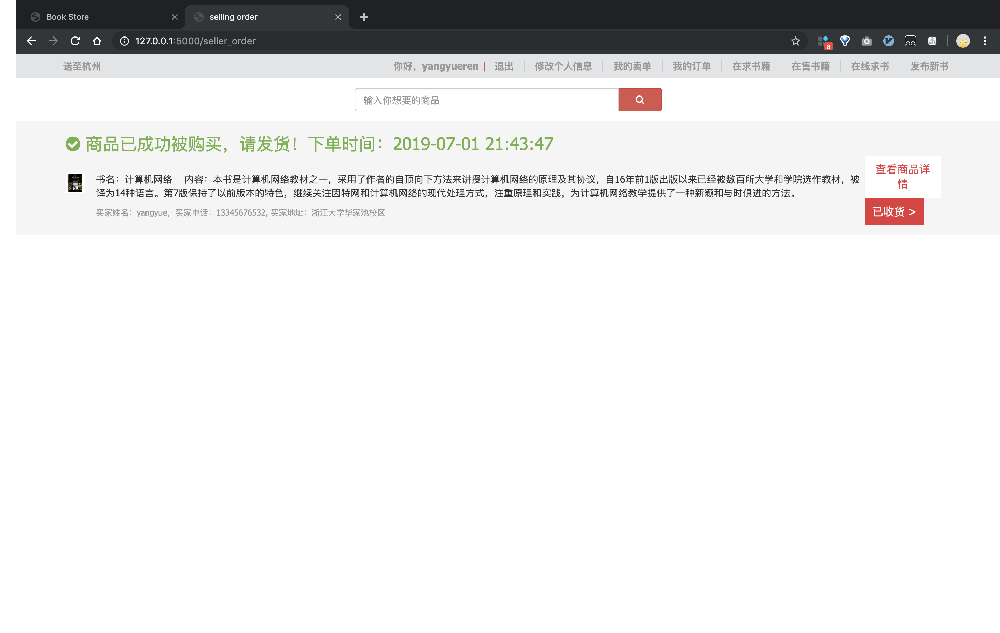 Book Store
selling order
127.0.0.1:5000/seller_order
8
送至杭州
你好，yangyueren | 退出 修改个人信息 我的卖单 我的订单 在求书籍 在售书籍 在线求书 发布新书
输入你想要的商品
商品已成功被购买，请发货！下单时间：2019-07-01 21:43:47
书名：计算机网络 内容：本书是计算机网络教材之一，采用了作者的自顶向下方法来讲授计算机网络的原理及其协议，自16年前1版出版以来已经被数百所大学和学院选作教材，被
译为14种语言。第7版保持了以前版本的特色，继续关注因特网和计算机网络的现代处理方式，注重原理和实践，为计算机网络教学提供了一种新颖和与时俱进的方法。
买家姓名：yangyue，买家电话：13345676532, 买家地址：浙江大学华家池校区
查看商品详
情
已收货 >